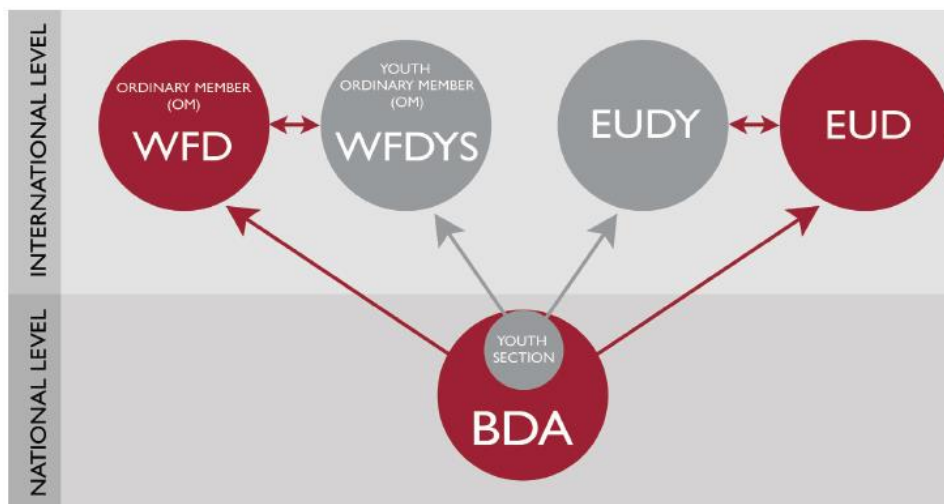 INTERNATIONAL LEVEL
ORDINARY MEMBER
(OM)
WFD
YOUTH
ORDINARY MEMBER
(OM)
WFDYS
EUDY
EUD
NATIONAL LEVEL
YOUTH
SECTION
BDA